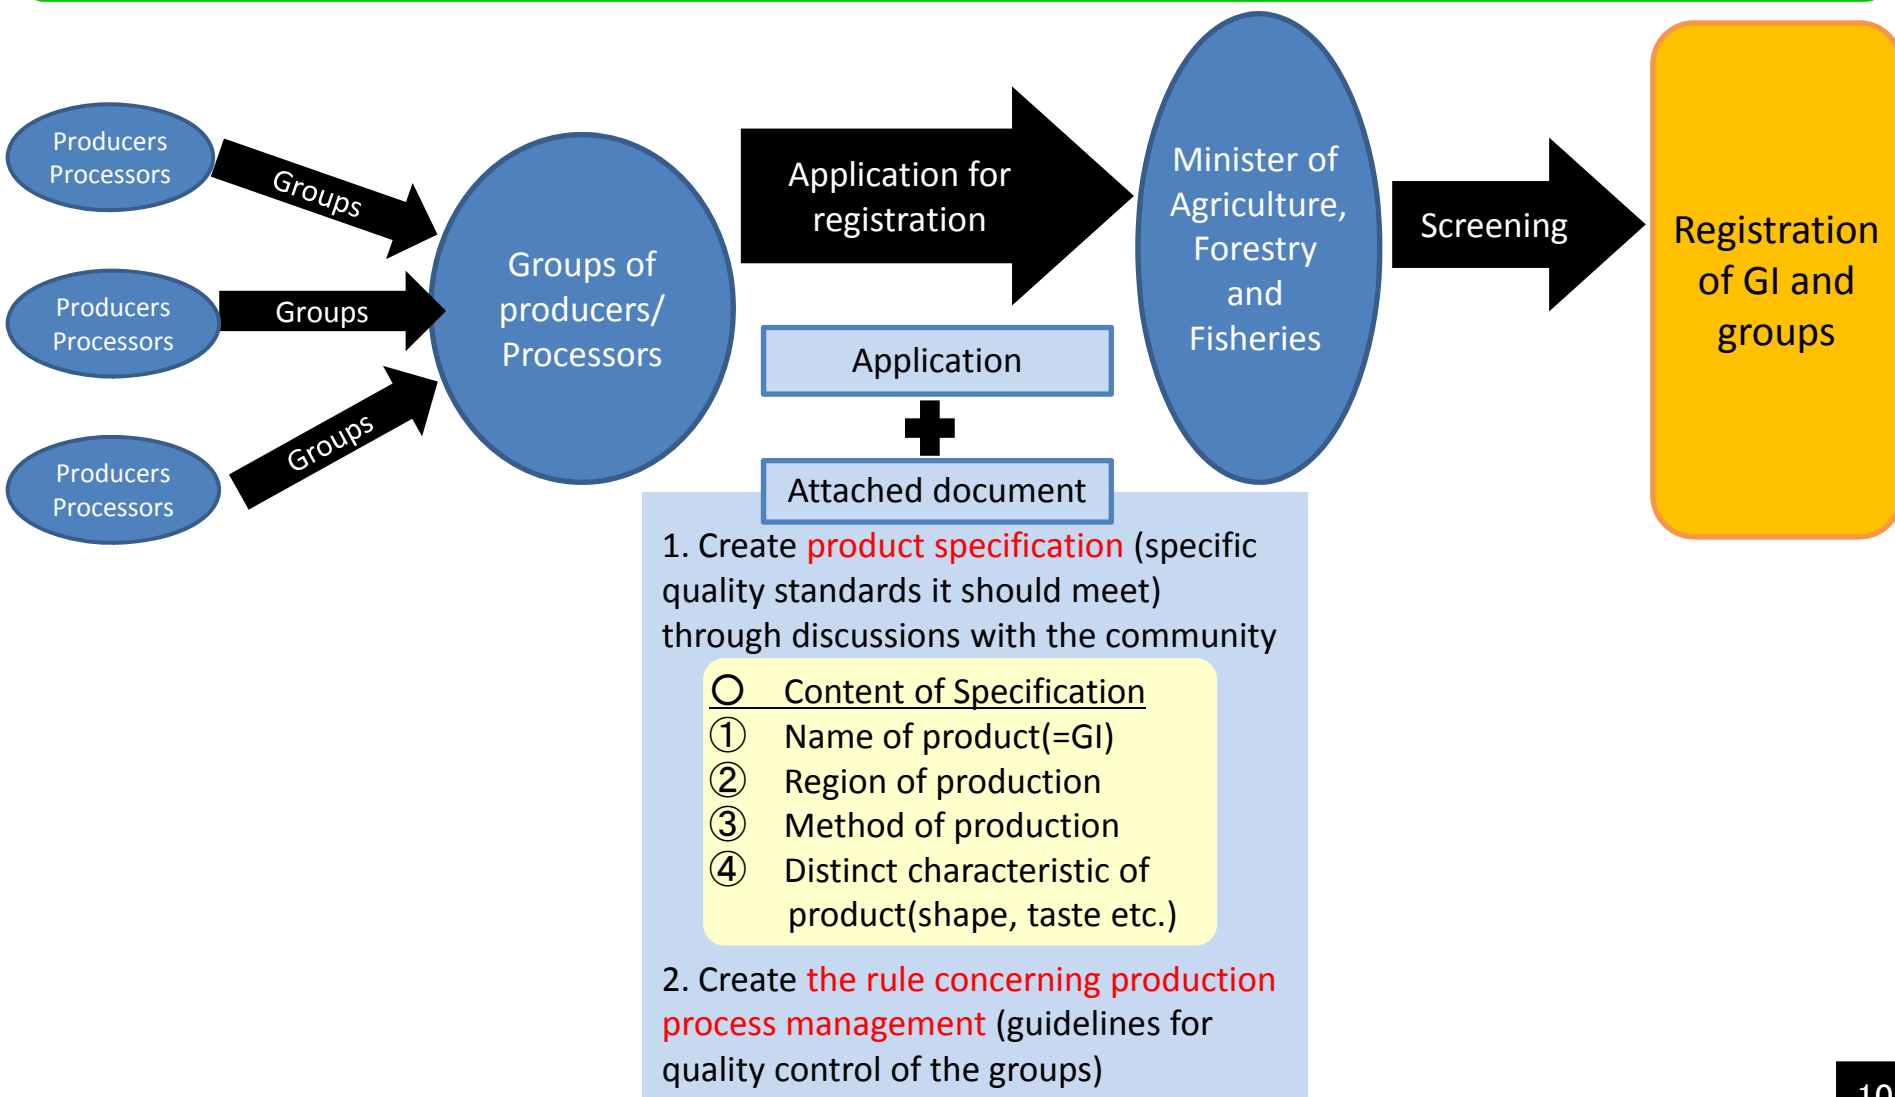 Producers
Processors
Groups
Producers
Processors
Groups
Producers
Processors
Groups
Groups of
producers/
Processors
Application for
registration
Minister of
Agriculture,
Forestry
and
Fisheries
Screening
Registration
of GI and
groups
Application
Attached document
1. Create product specification (specific
quality standards it should meet)
through discussions with the community
○ Content of Specification
① Name of product(=GI)
② Region of production
③ Method of production
④ Distinct characteristic of
product(shape, taste etc.)
2. Create the rule concerning production
process management (guidelines for
quality control of the groups)
10